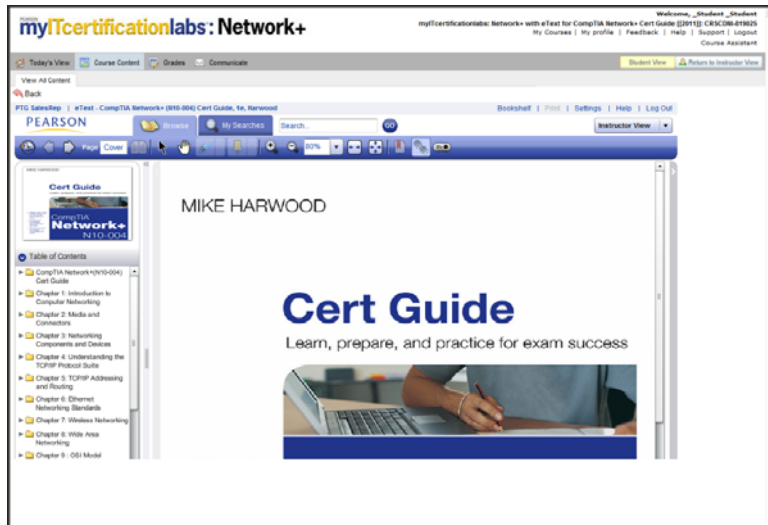 PEARSON
myITcertificationlabs: Network+
Welcome, _Student _Student
myITcertificationlabs: Network+ with eText for CompTIA Network+ Cert Guide [[2011]]: CRSCDM-819025
My Courses | My profile | Feedback | Help | Support | Logout
Course Assistant
Today's View Course Content Grades Communicate
Student View Return to Instructor View
View All Content
Back
PTG SalesRep | eText - CompTIA Network+ (N10-004) Cert Guide, 1e, Harwood
Bookshelf | Print | Settings | Help | Log Out
PEARSON
Browse My Searches Search... GO
Instructor View
Page Cover 80%
MIKE HARWOOD
Cert Guide
CompTIA
Network+
N10-004
Table of Contents
CompTIA Network+(N10-004)
Cert Guide
Chapter 1: Introduction to
Computer Networking
Chapter 2: Media and
Connectors
Chapter 3: Networking
Components and Devices
Chapter 4: Understanding the
TCP/IP Protocol Suite
Chapter 5: TCP/IP Addressing
and Routing
Chapter 6: Ethernet
Networking Standards
Chapter 7: Wireless Networking
Chapter 8: Wide Area
Networking
Chapter 9 : OSI Model
MIKE HARWOOD
Cert Guide
Learn, prepare, and practice for exam success